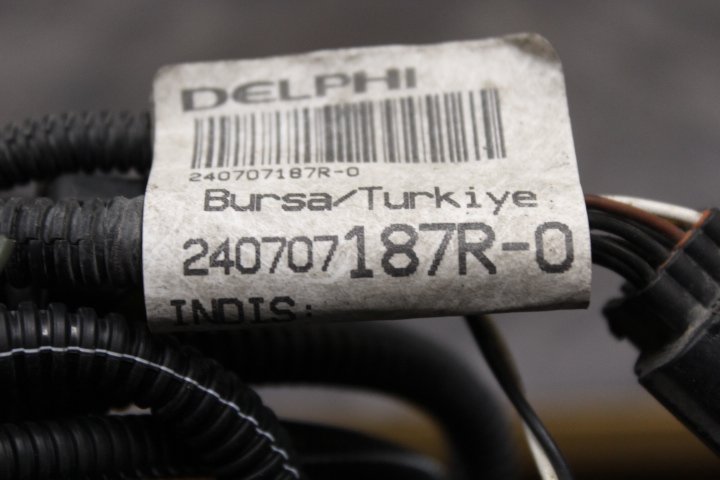 DELPHI
240707187R-0
Bursa/Turkiye
240707187R-0
INDIS: